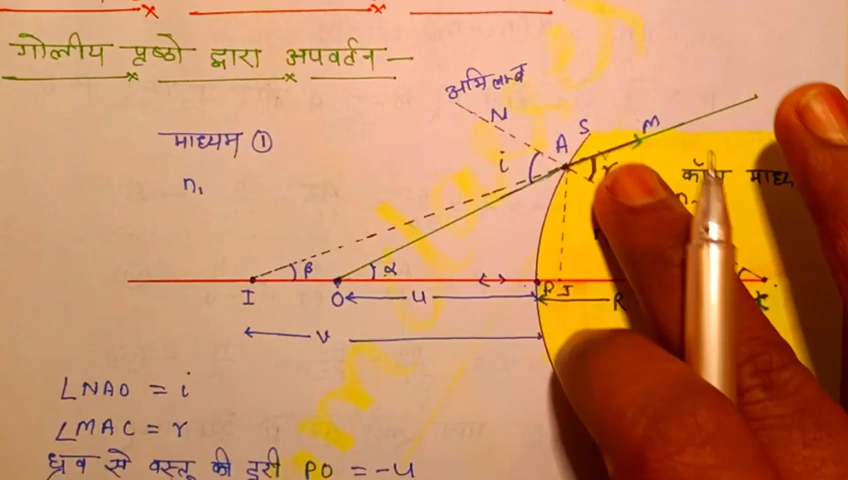 गोलीय पृष्ठो द्वारा अपवर्तन —
अभिलम्ब
N
माध्यम ①
n₁
i
A
S
M
r
काँच माध्य
β
α
I
O
u
P
J
R
v
∠NAO = i
∠MAC = r
ध्रुव से वस्तू की दूरी PO = -u